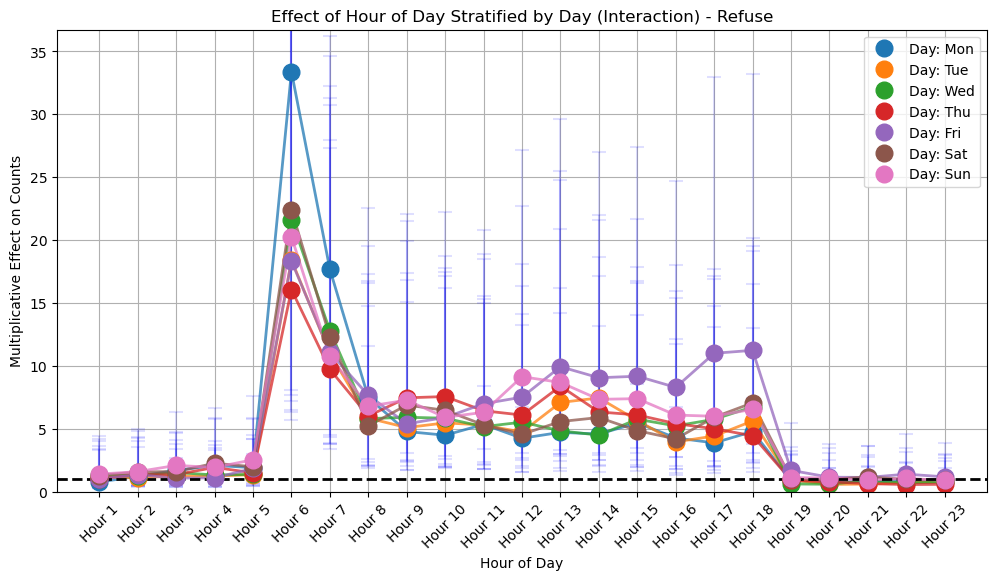 Effect of Hour of Day Stratified by Day (Interaction) - Refuse
Multiplicative Effect on Counts
35
30
25
20
15
10
5
0
Day: Mon
Day: Tue
Day: Wed
Day: Thu
Day: Fri
Day: Sat
Day: Sun
Hour 1
Hour 2
Hour 3
Hour 4
Hour 5
Hour 6
Hour 7
Hour 8
Hour 9
Hour 10
Hour 11
Hour 12
Hour 13
Hour 14
Hour 15
Hour 16
Hour 17
Hour 18
Hour 19
Hour 20
Hour 21
Hour 22
Hour 23
Hour of Day